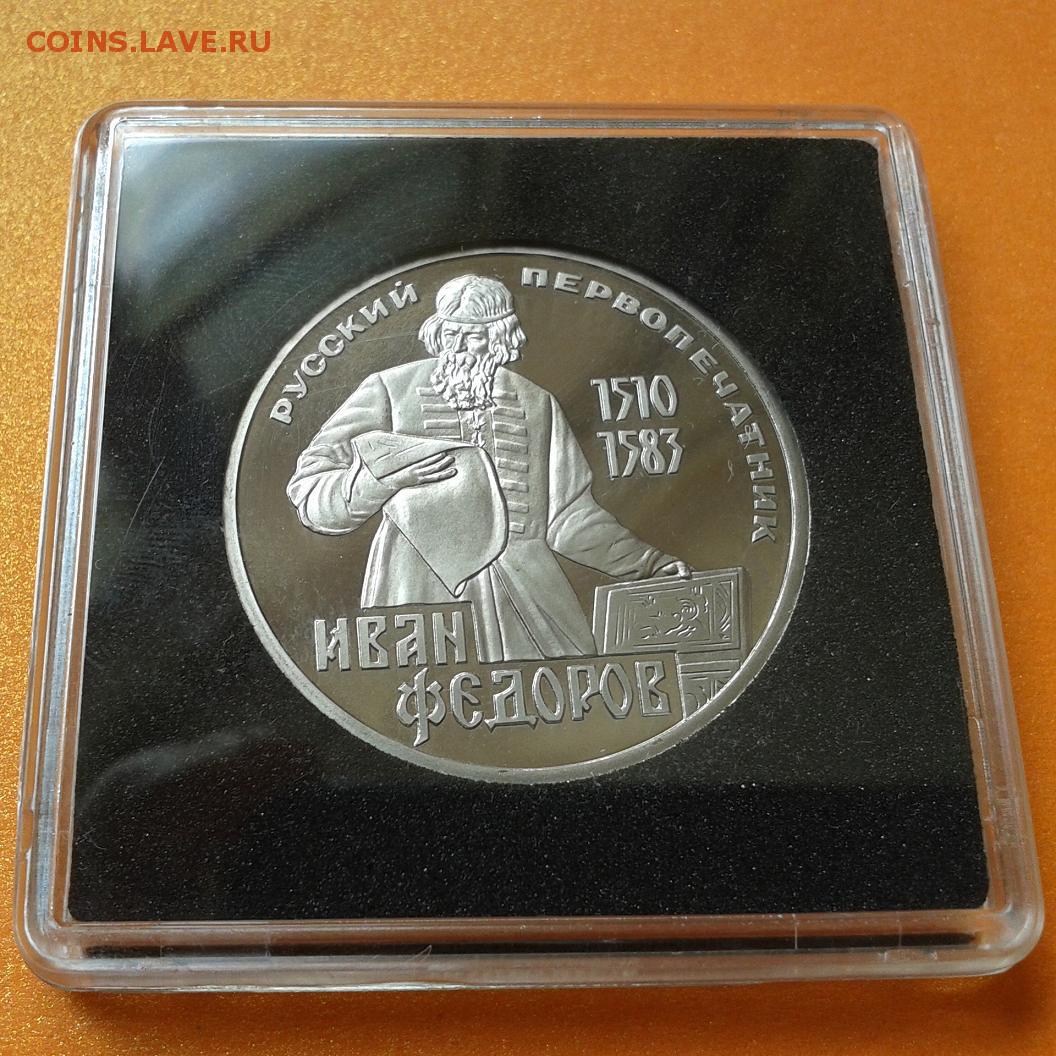 COINS.LAVE.RU
РУССКИЙ ПЕРВОПЕЧАТНИК
1510
1583
ИВАН
ФЕДОРОВ